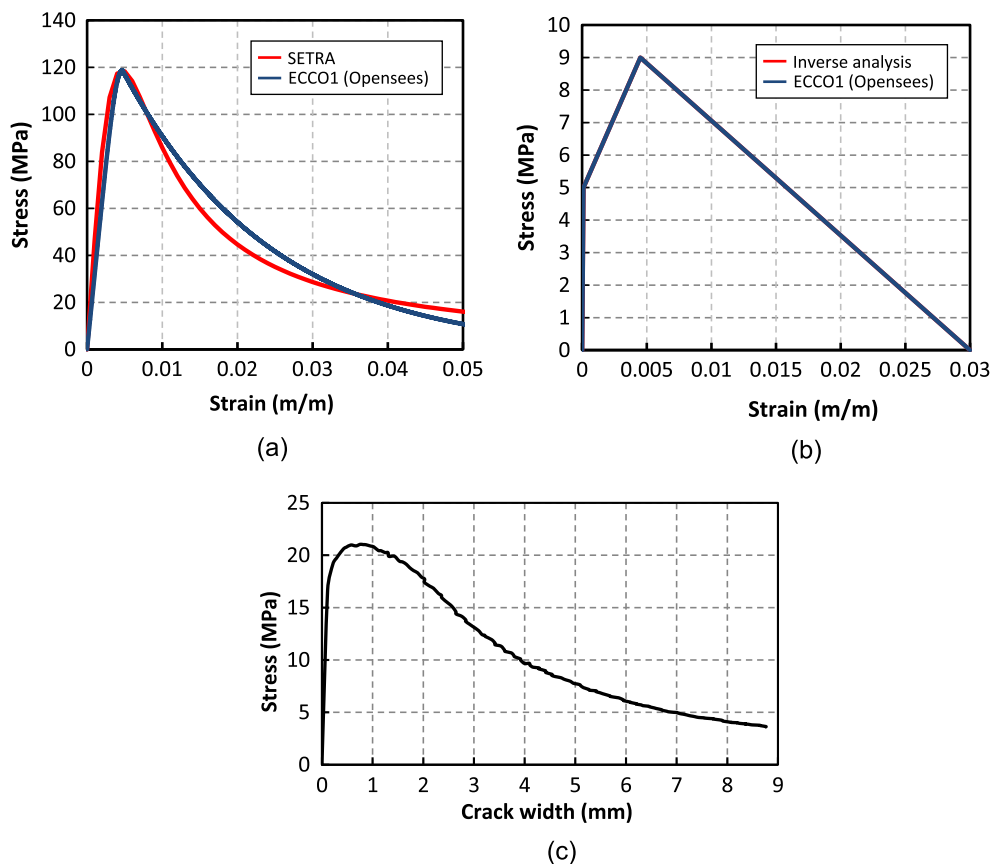 140
120
100
80
60
40
20
0
Stress (MPa)
SETRA
ECCO1 (Opensees)
0 0.01 0.02 0.03 0.04 0.05
Strain (m/m)
(a)
10
9
8
7
6
5
4
3
2
1
0
Stress (MPa)
Inverse analysis
ECCO1 (Opensees)
0 0.005 0.01 0.015 0.02 0.025 0.03
Strain (m/m)
(b)
25
20
15
10
5
0
Stress (MPa)
0 1 2 3 4 5 6 7 8 9
Crack width (mm)
(c)